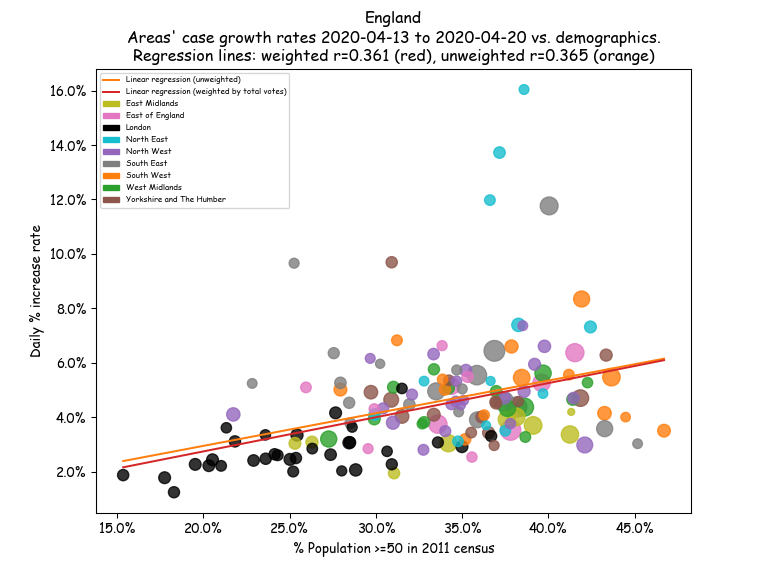 England
Areas' case growth rates 2020-04-13 to 2020-04-20 vs. demographics.
Regression lines: weighted r=0.361 (red), unweighted r=0.365 (orange)
Linear regression (unweighted)
Linear regression (weighted by total votes)
East Midlands
East of England
London
North East
North West
South East
South West
West Midlands
Yorkshire and The Humber
16.0%
14.0%
12.0%
10.0%
8.0%
6.0%
4.0%
2.0%
Daily % increase rate
15.0% 20.0% 25.0% 30.0% 35.0% 40.0% 45.0%
% Population >=50 in 2011 census